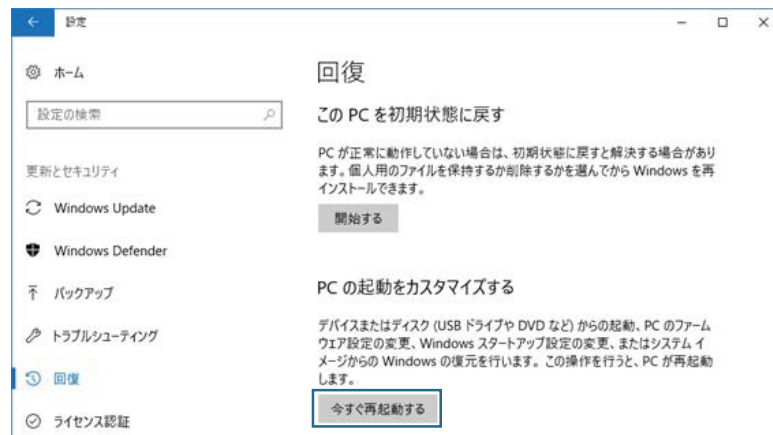 設定
ホーム
設定の検索
更新とセキュリティ
Windows Update
Windows Defender
バックアップ
トラブルシューティング
回復
ライセンス認証
回復
この PC を初期状態に戻す
PC が正常に動作していない場合は、初期状態に戻すと解決する場合があり
ます。個人用のファイルを保持するか削除するかを選んでから Windows を再
インストールできます。
開始する
PC の起動をカスタマイズする
デバイスまたはディスク (USB ドライブや DVD など) からの起動、PC のファーム
ウェア設定の変更、Windows スタートアップ設定の変更、またはシステム イ
メージからの Windows の復元を行います。この操作を行うと、PC が再起動
します。
今すぐ再起動する